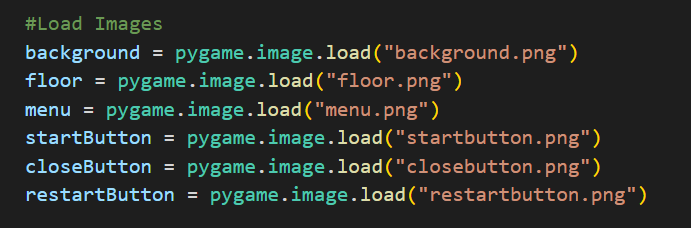 #Load Images
background = pygame.image.load("background.png")
floor = pygame.image.load("floor.png")
menu = pygame.image.load("menu.png")
startButton = pygame.image.load("startbutton.png")
closeButton = pygame.image.load("closebutton.png")
restartButton = pygame.image.load("restartbutton.png")